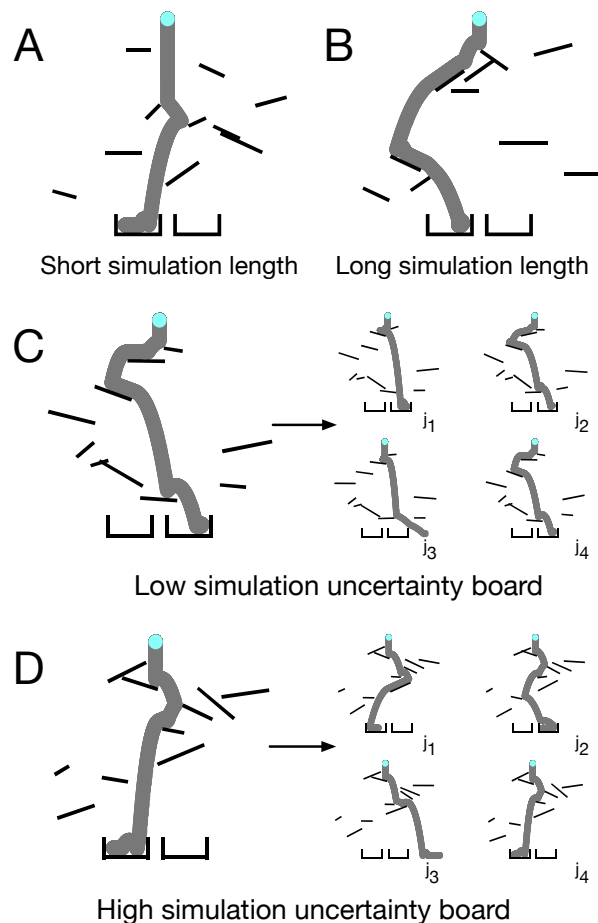 A
B
Short simulation length
Long simulation length
C
j1
j2
j3
j4
Low simulation uncertainty board
D
j1
j2
j3
j4
High simulation uncertainty board